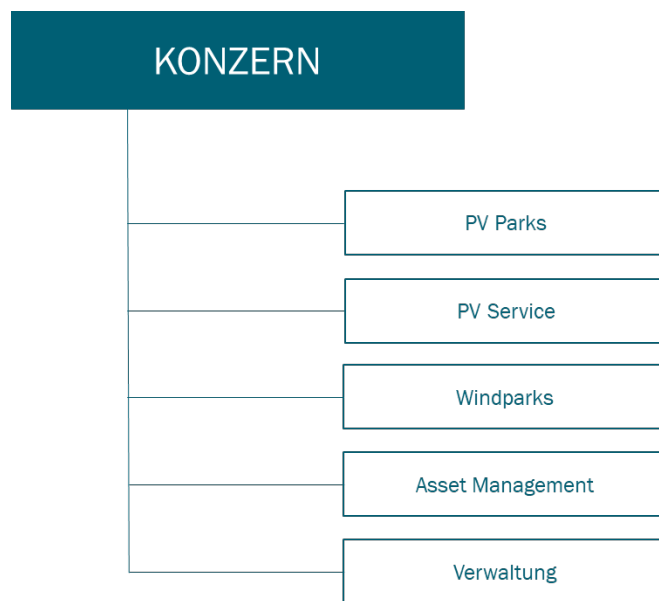 KONZERN
PV Parks
PV Service
Windparks
Asset Management
Verwaltung